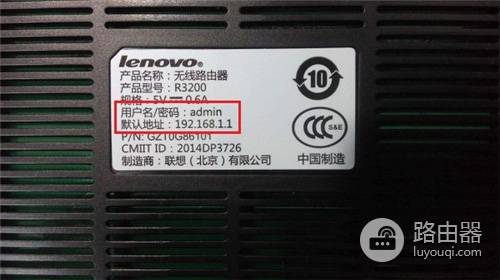 lenovo
产品名称：无线路由器
产品型号：R3200
规格：5V⎓0.6A
用户名/密码：admin
默认地址：192.168.1.1
P/N: GZT0G86101
CMIIT ID：2014DP3726
制造商：联想（北京）有限公司
10
CCC S&E
中国制造
路由器
luyouqi.com